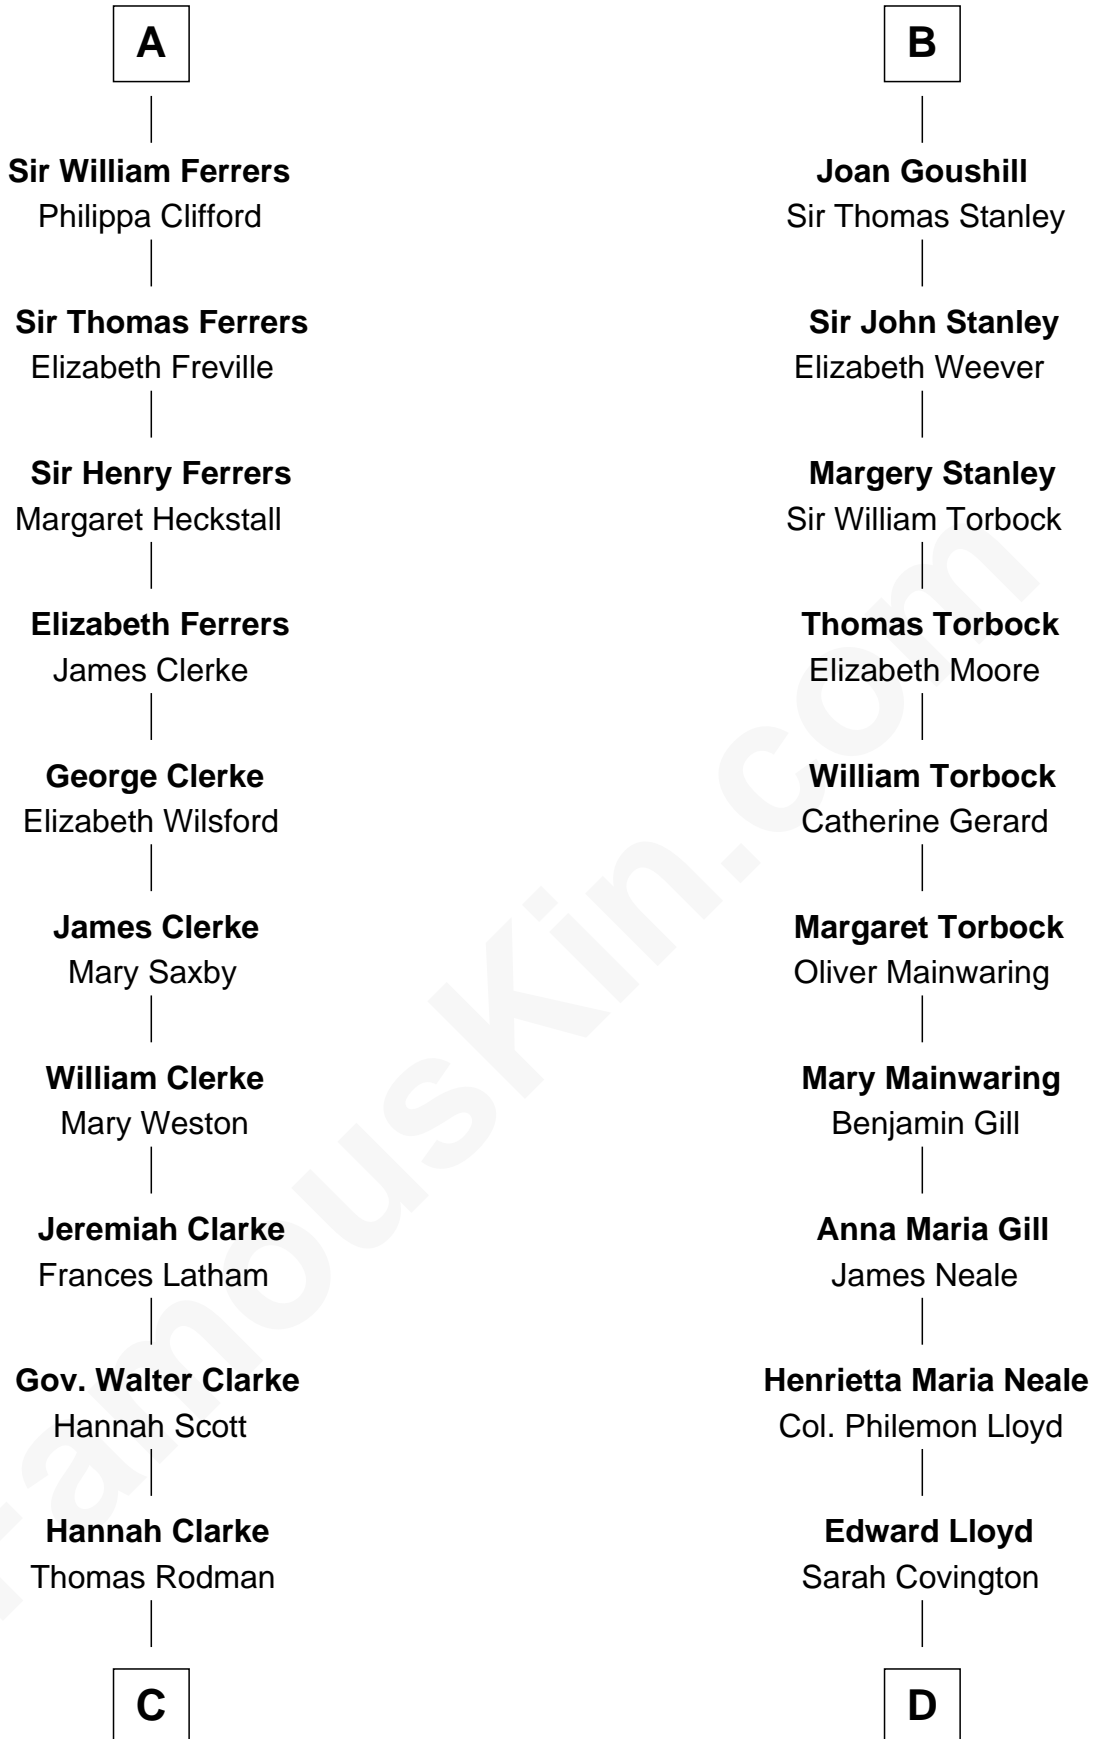 A
Sir William Ferrers
Philippa Clifford
Sir Thomas Ferrers
Elizabeth Freville
Sir Henry Ferrers
Margaret Heckstall
Elizabeth Ferrers
James Clerke
George Clerke
Elizabeth Wilsford
James Clerke
Mary Saxby
William Clerke
Mary Weston
Jeremiah Clarke
Frances Latham
Gov. Walter Clarke
Hannah Scott
Hannah Clarke
Thomas Rodman
C
B
Joan Goushill
Sir Thomas Stanley
Sir John Stanley
Elizabeth Weever
Margery Stanley
Sir William Torbock
Thomas Torbock
Elizabeth Moore
William Torbock
Catherine Gerard
Margaret Torbock
Oliver Mainwaring
Mary Mainwaring
Benjamin Gill
Anna Maria Gill
James Neale
Henrietta Maria Neale
Col. Philemon Lloyd
Edward Lloyd
Sarah Covington
D
FamousKin.com